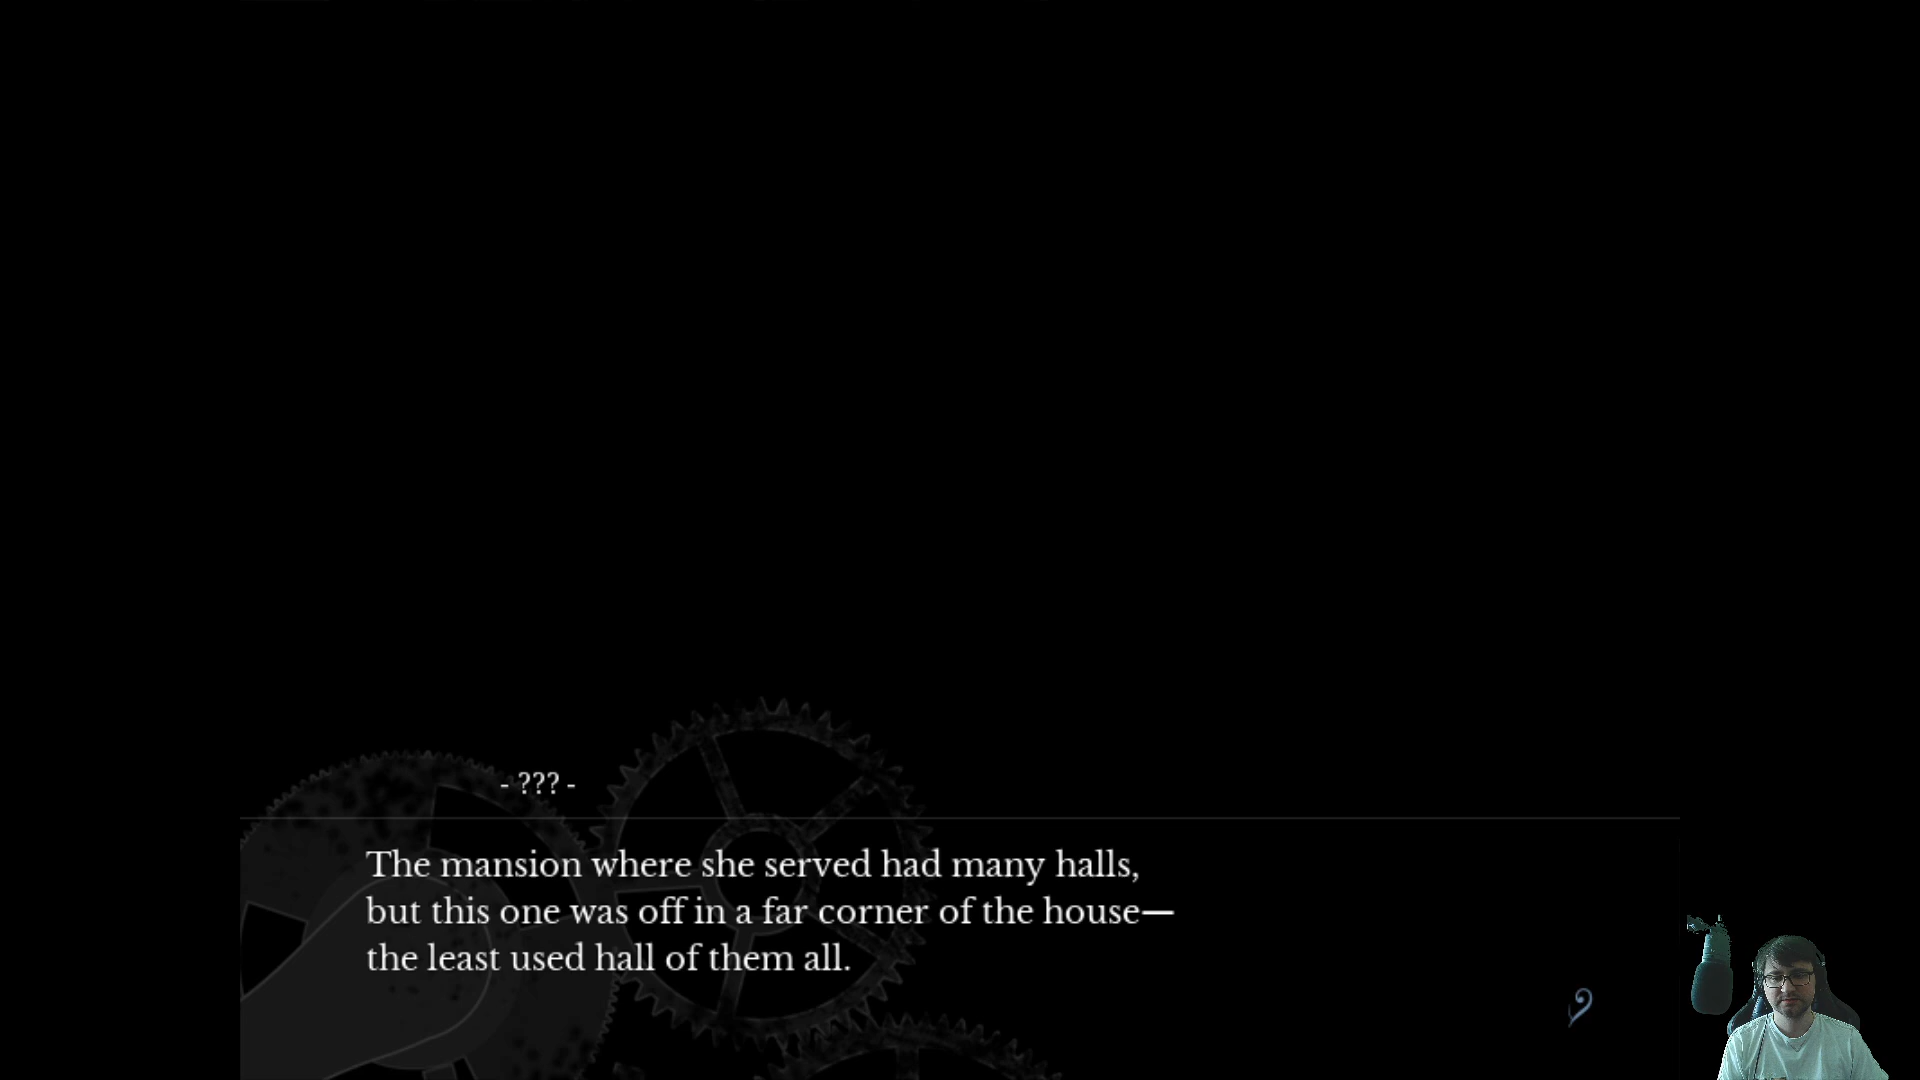 - ??? -
The mansion where she served had many halls,
but this one was off in a far corner of the house—
the least used hall of them all.